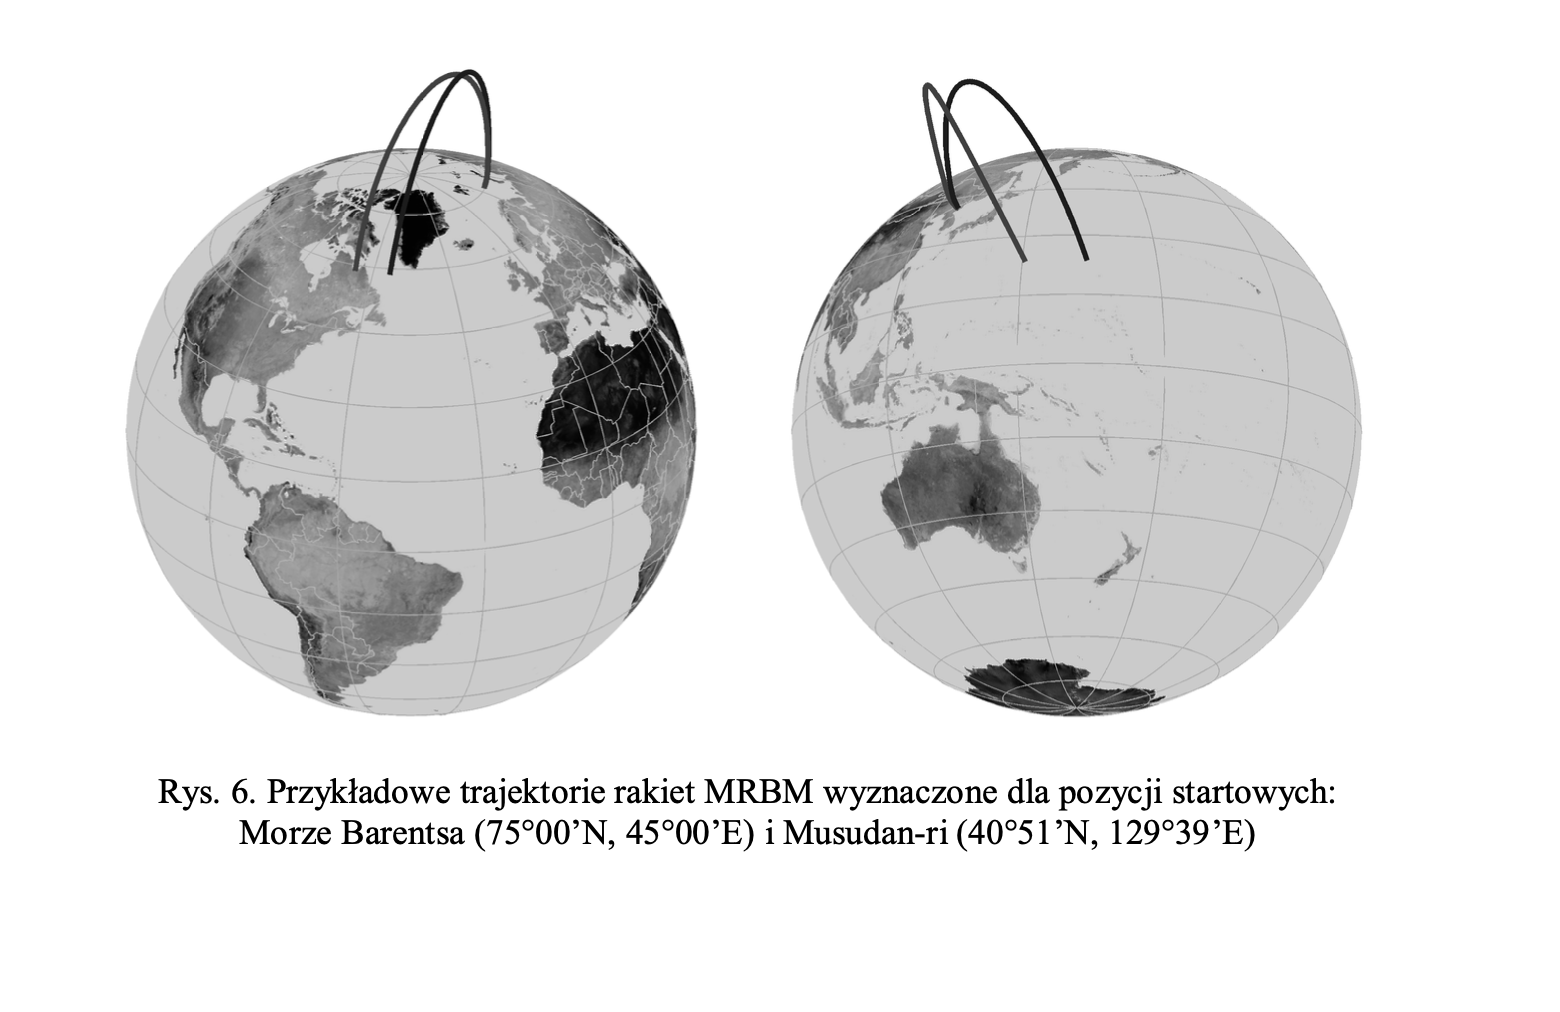 Rys. 6. Przykładowe trajektorie rakiet MRBM wyznaczone dla pozycji startowych:
Morze Barentsa (75°00’N, 45°00’E) i Musudan-ri (40°51’N, 129°39’E)